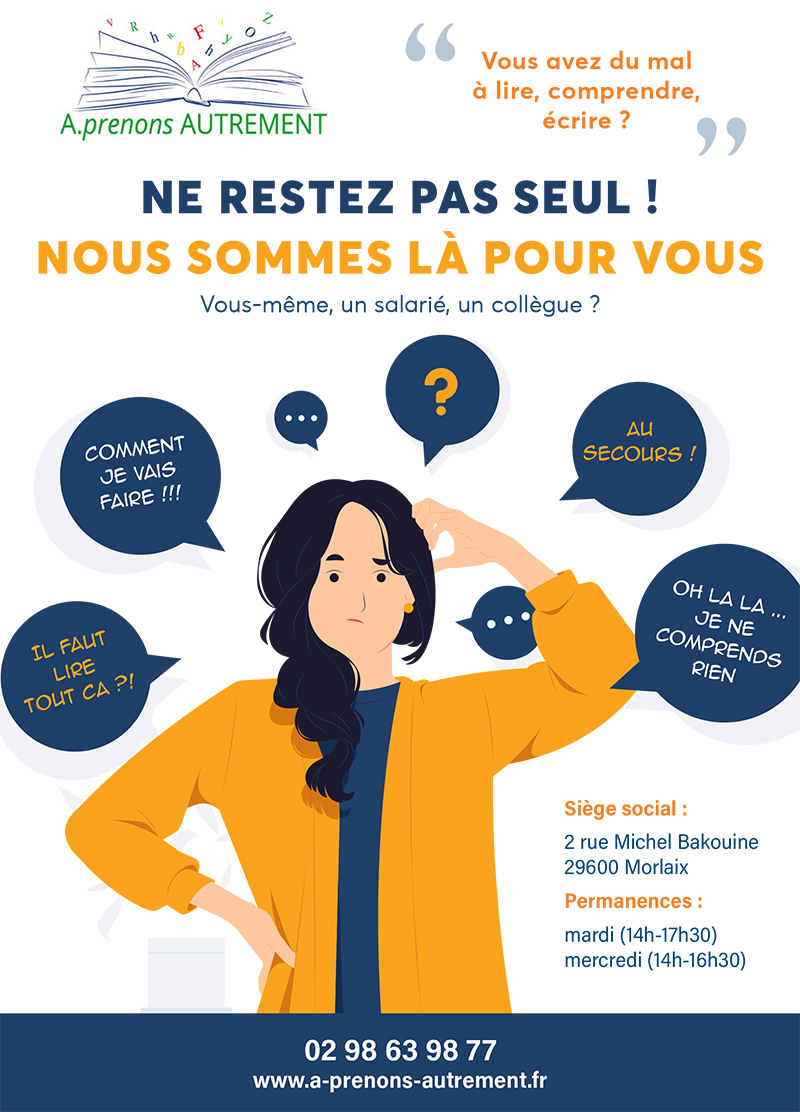 V R h r b F A h y f O Z
A.prenons AUTREMENT
“ Vous avez du mal
à lire, comprendre,
écrire ? ”
NE RESTEZ PAS SEUL !
NOUS SOMMES LÀ POUR VOUS
Vous-même, un salarié, un collègue ?
?
...
COMMENT
JE VAIS
FAIRE !!!
AU
SECOURS !
OH LA LA ...
JE NE
COMPRENDS
RIEN
...
IL FAUT
LIRE
TOUT CA ?!
Siège social :
2 rue Michel Bakouine
29600 Morlaix
Permanences :
mardi (14h-17h30)
mercredi (14h-16h30)
02 98 63 98 77
www.a-prenons-autrement.fr